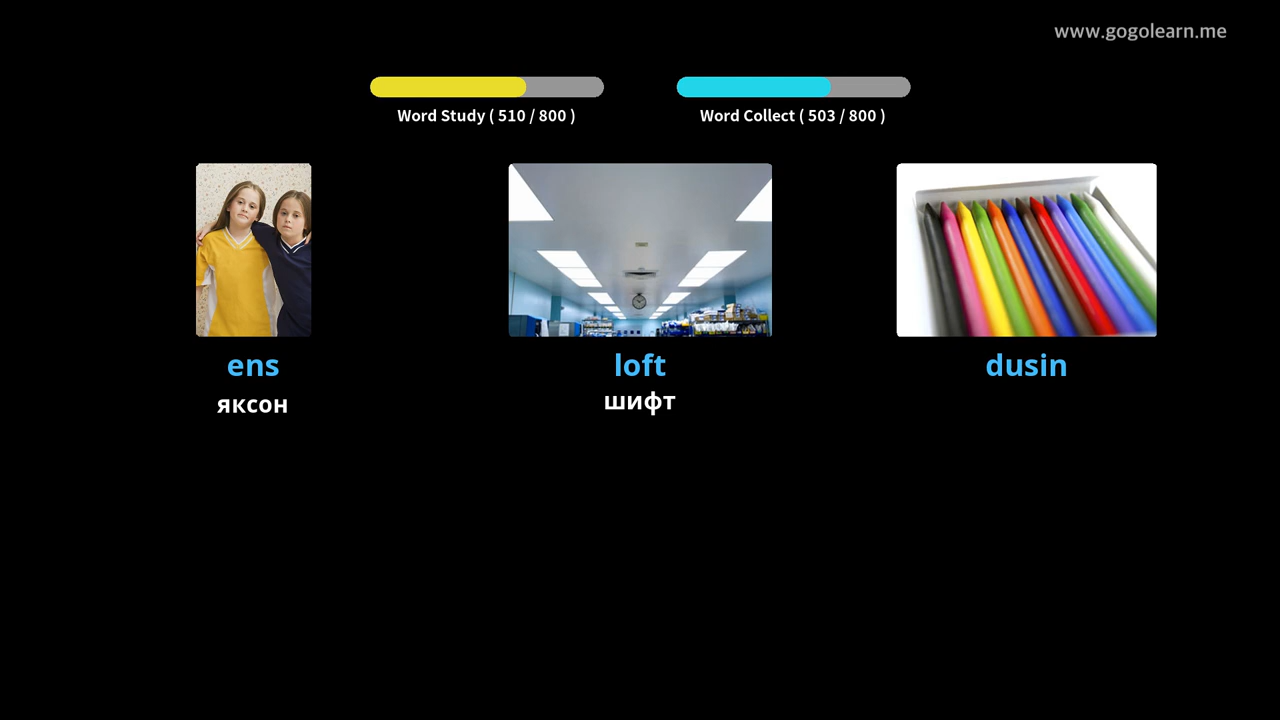 www.gogolearn.me
Word Study ( 510 / 800 )
Word Collect ( 503 / 800 )
ens
loft
dusin
яксон
шифт